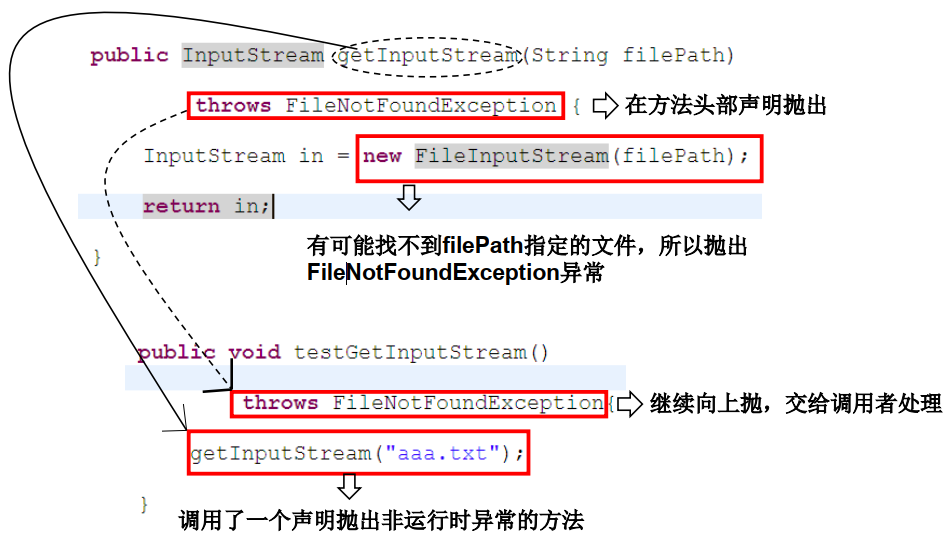 public InputStream getInputStream(String filePath)
throws FileNotFoundException { 在方法头部声明抛出
InputStream in = new FileInputStream(filePath);
return in;
有可能找不到filePath指定的文件，所以抛出
}
FileNotFoundException异常
public void testGetInputStream()
throws FileNotFoundException{ 继续向上抛，交给调用者处理
getInputStream("aaa.txt");
}
调用了一个声明抛出非运行时异常的方法